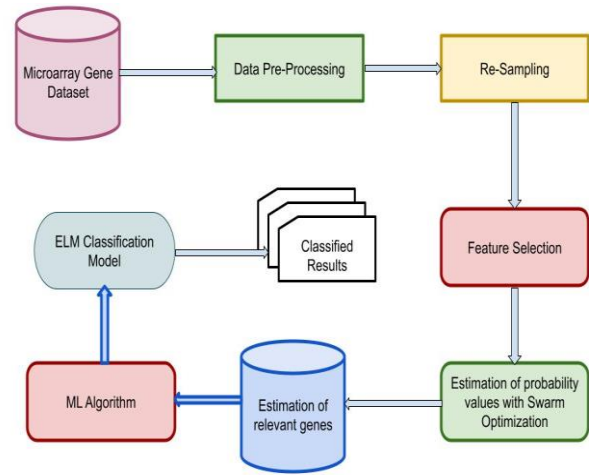 Microarray Gene
Dataset
Data Pre-Processing
Re-Sampling
Feature Selection
Estimation of probability
values with Swarm
Optimization
Estimation of
relevant genes
ML Algorithm
ELM Classification
Model
Classified
Results